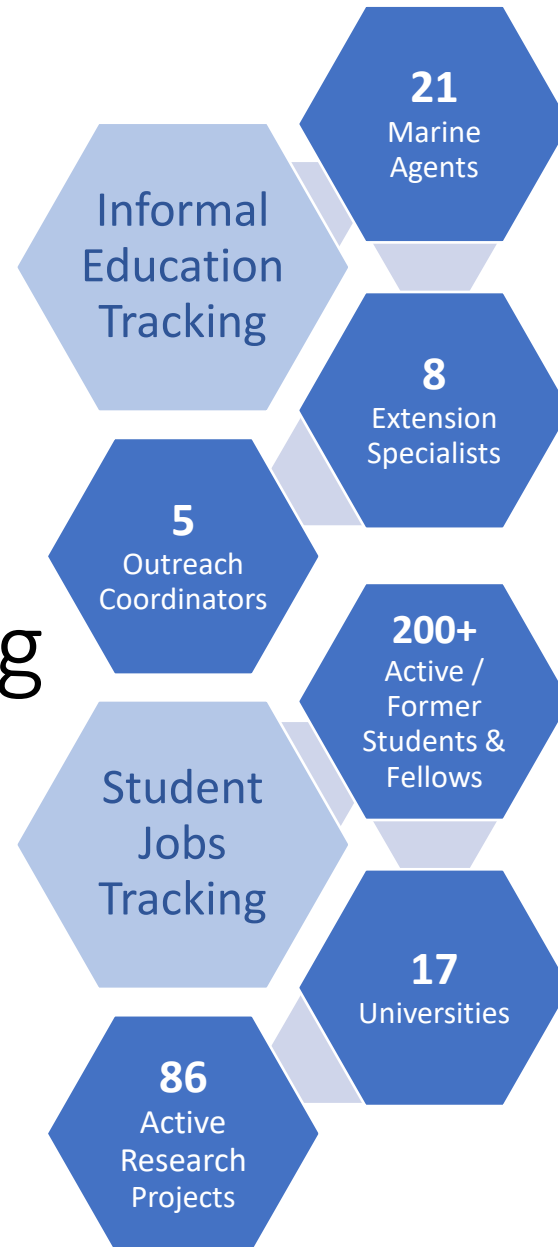 21
Marine
Agents
Informal
Education
Tracking
8
Extension
Specialists
5
Outreach
Coordinators
g
200+
Active /
Former
Students &
Fellows
Student
Jobs
Tracking
17
Universities
86
Active
Research
Projects